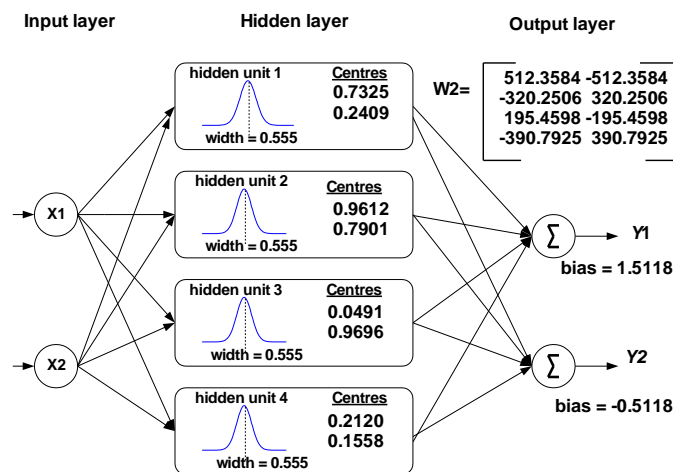 Input layer
Hidden layer
Output layer
hidden unit 1
Centres
0.7325
0.2409
width = 0.555
W2=
512.3584 -512.3584
-320.2506 320.2506
195.4598 -195.4598
-390.7925 390.7925
hidden unit 2
Centres
0.9612
0.7901
width = 0.555
X1
Σ
Y1
bias = 1.5118
hidden unit 3
Centres
0.0491
0.9696
width = 0.555
X2
Σ
Y2
bias = -0.5118
hidden unit 4
Centres
0.2120
0.1558
width = 0.555